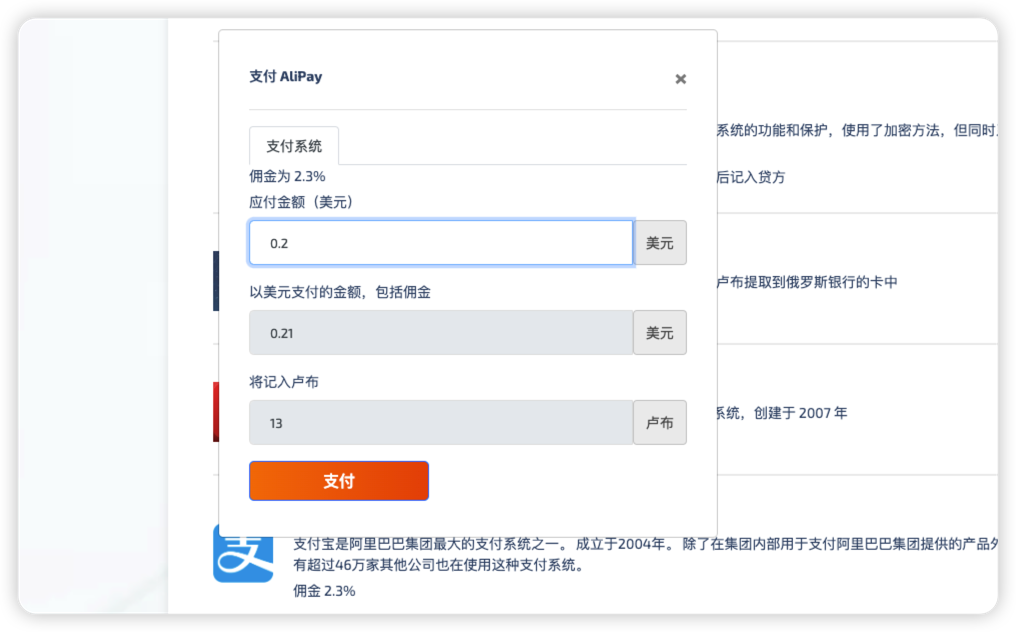 支付 AliPay
×
支付系统
佣金为 2.3%
应付金额（美元）
0.2
美元
以美元支付的金额，包括佣金
0.21
美元
将记入卢布
13
卢布
支付
系统的功能和保护，使用了加密方法，但同时
后记入贷方
卢布提取到俄罗斯银行的卡中
系统，创建于 2007 年
支付宝是阿里巴巴集团最大的支付系统之一。 成立于2004年。 除了在集团内部用于支付阿里巴巴集团提供的产品外
有超过46万家其他公司也在使用这种支付系统。
佣金 2.3%